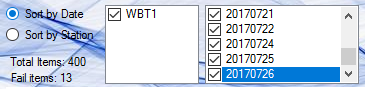 Sort by Date
Sort by Station
Total Items: 400
Fail items: 13
WBT1
20170721
20170722
20170724
20170725
20170726